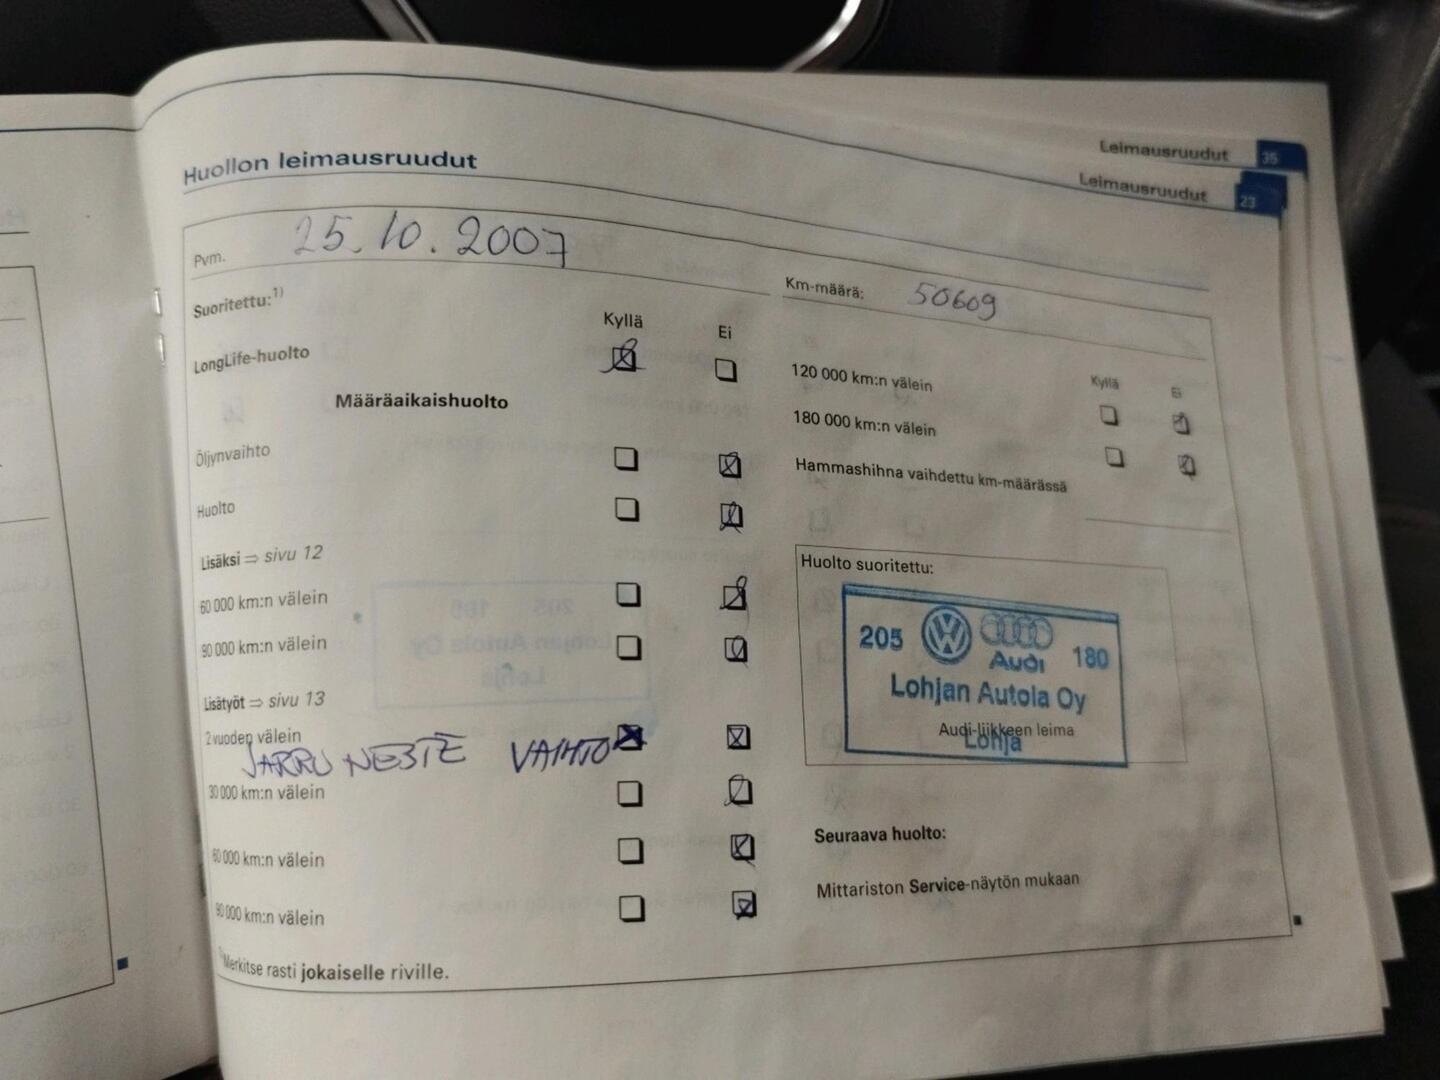 Leimausruudut 35
Leimausruudut 23
Huollon leimausruudut
Pvm. 25.10.2007
Km-määrä: 50609
Suoritettu:1)
Kyllä Ei
LongLife-huolto
Määräaikaishuolto
Öljynvaihto
Huolto
Lisäksi ⇒ sivu 12
60 000 km:n välein
90 000 km:n välein
Lisätyöt ⇒ sivu 13
2 vuoden välein
JARRU NESTE VAIHTO
30 000 km:n välein
60 000 km:n välein
90 000 km:n välein
1) Merkitse rasti jokaiselle riville.
Kyllä Ei
120 000 km:n välein
180 000 km:n välein
Hammashihna vaihdettu km-määrässä
Huolto suoritettu:
205 VW Audi 180
Lohjan Autola Oy
Audi-liikkeen leima
Lohja
Seuraava huolto:
Mittariston Service-näytön mukaan